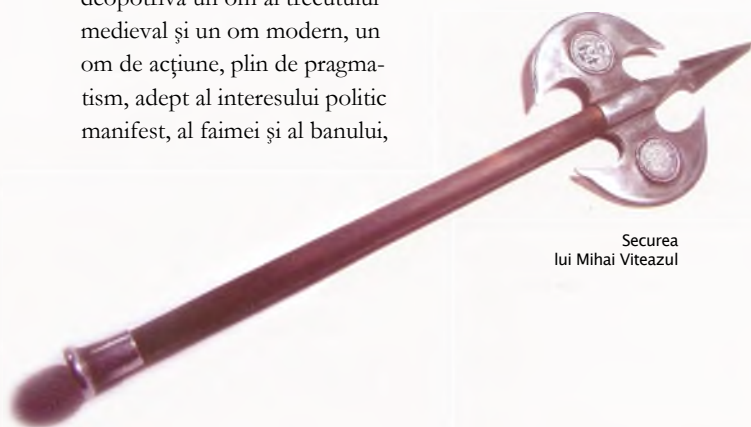 deopotrivă un om al trecutului
medieval şi un om modern, un
om de acţiune, plin de pragma-
tism, adept al interesului politic
manifest, al faimei şi al banului,
Securea
lui Mihai Viteazul